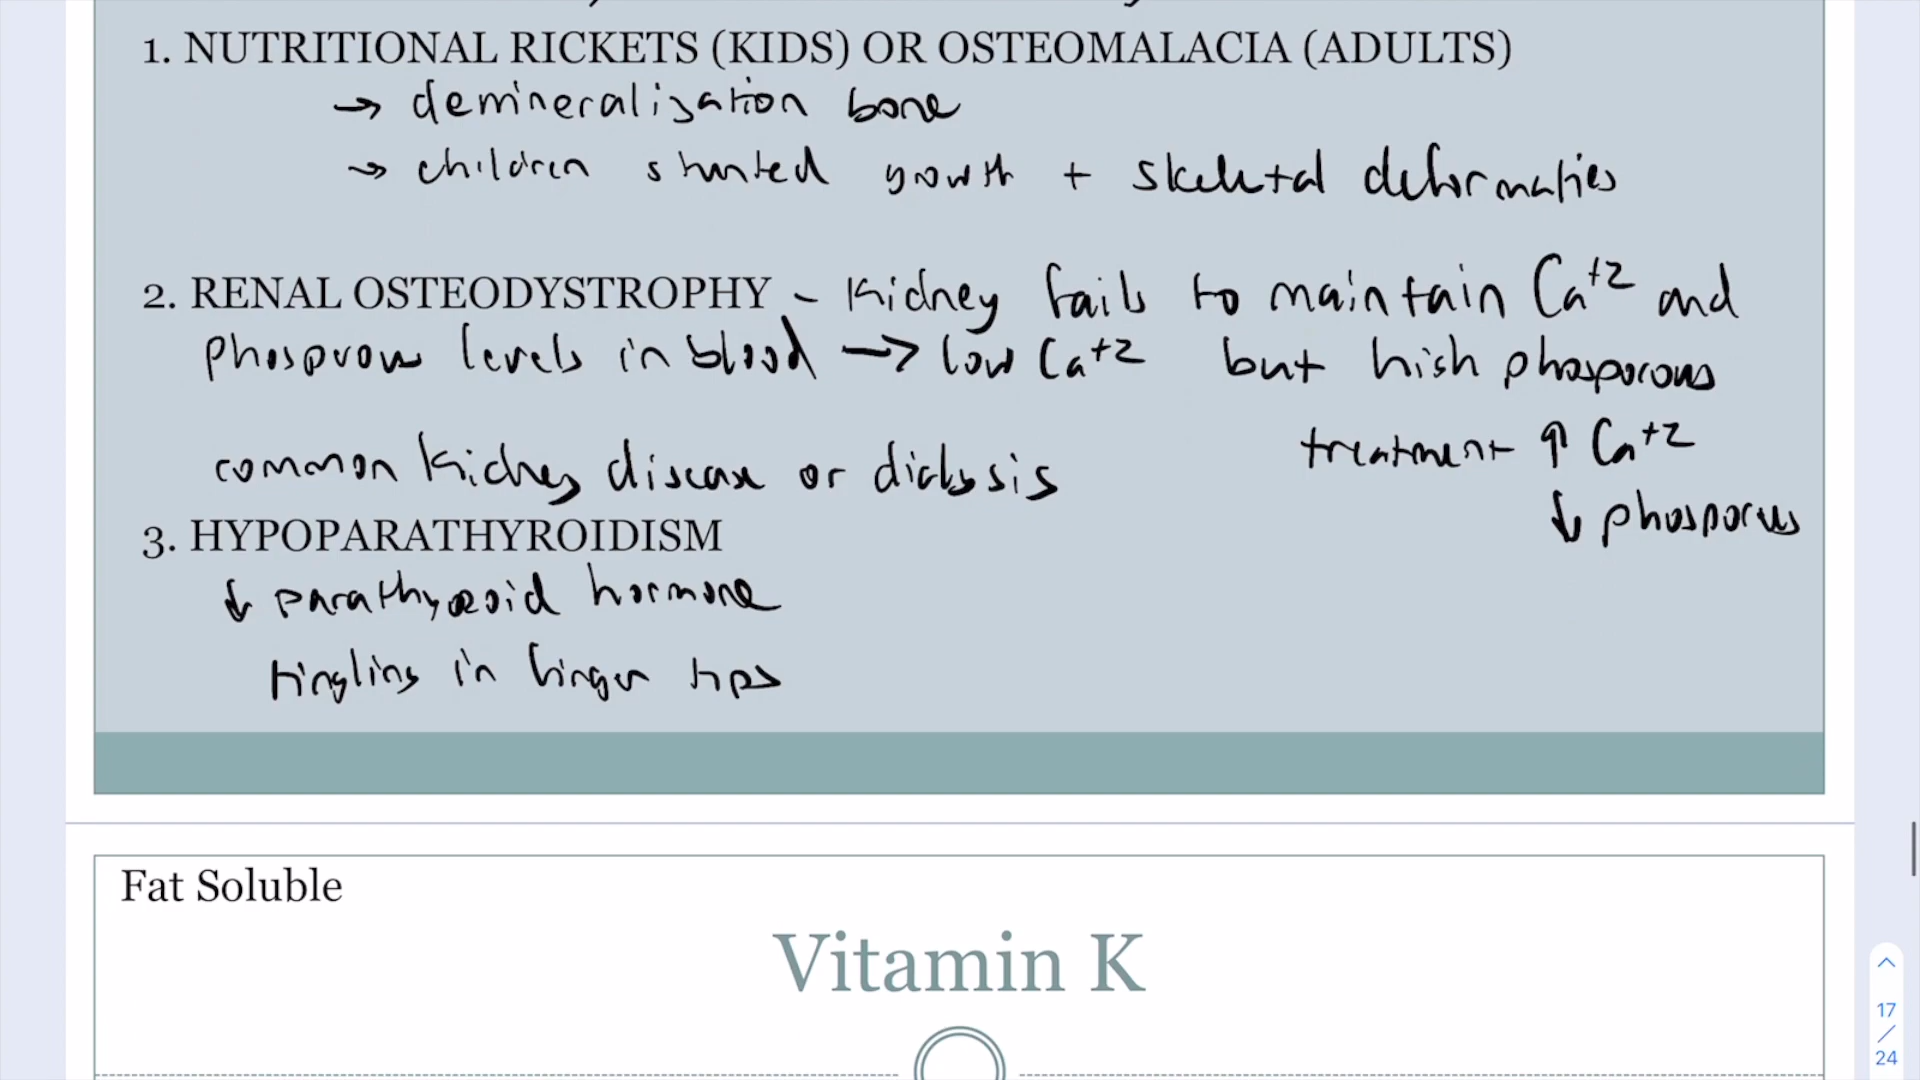 1. NUTRITIONAL RICKETS (KIDS) OR OSTEOMALACIA (ADULTS)
→ demineralization bone
→ children stunted growth + skeletal deformaties
2. RENAL OSTEODYSTROPHY - Kidney fails to maintain Ca+2 and
phosprous levels in blood → low Ca+2 but high phosporous
treatment ↑ Ca+2
common kidney disease or dialysis
↓ phosporus
3. HYPOPARATHYROIDISM
↓ parathyroid hormone
tingling in finger tips
Fat Soluble
Vitamin K
17
/
24